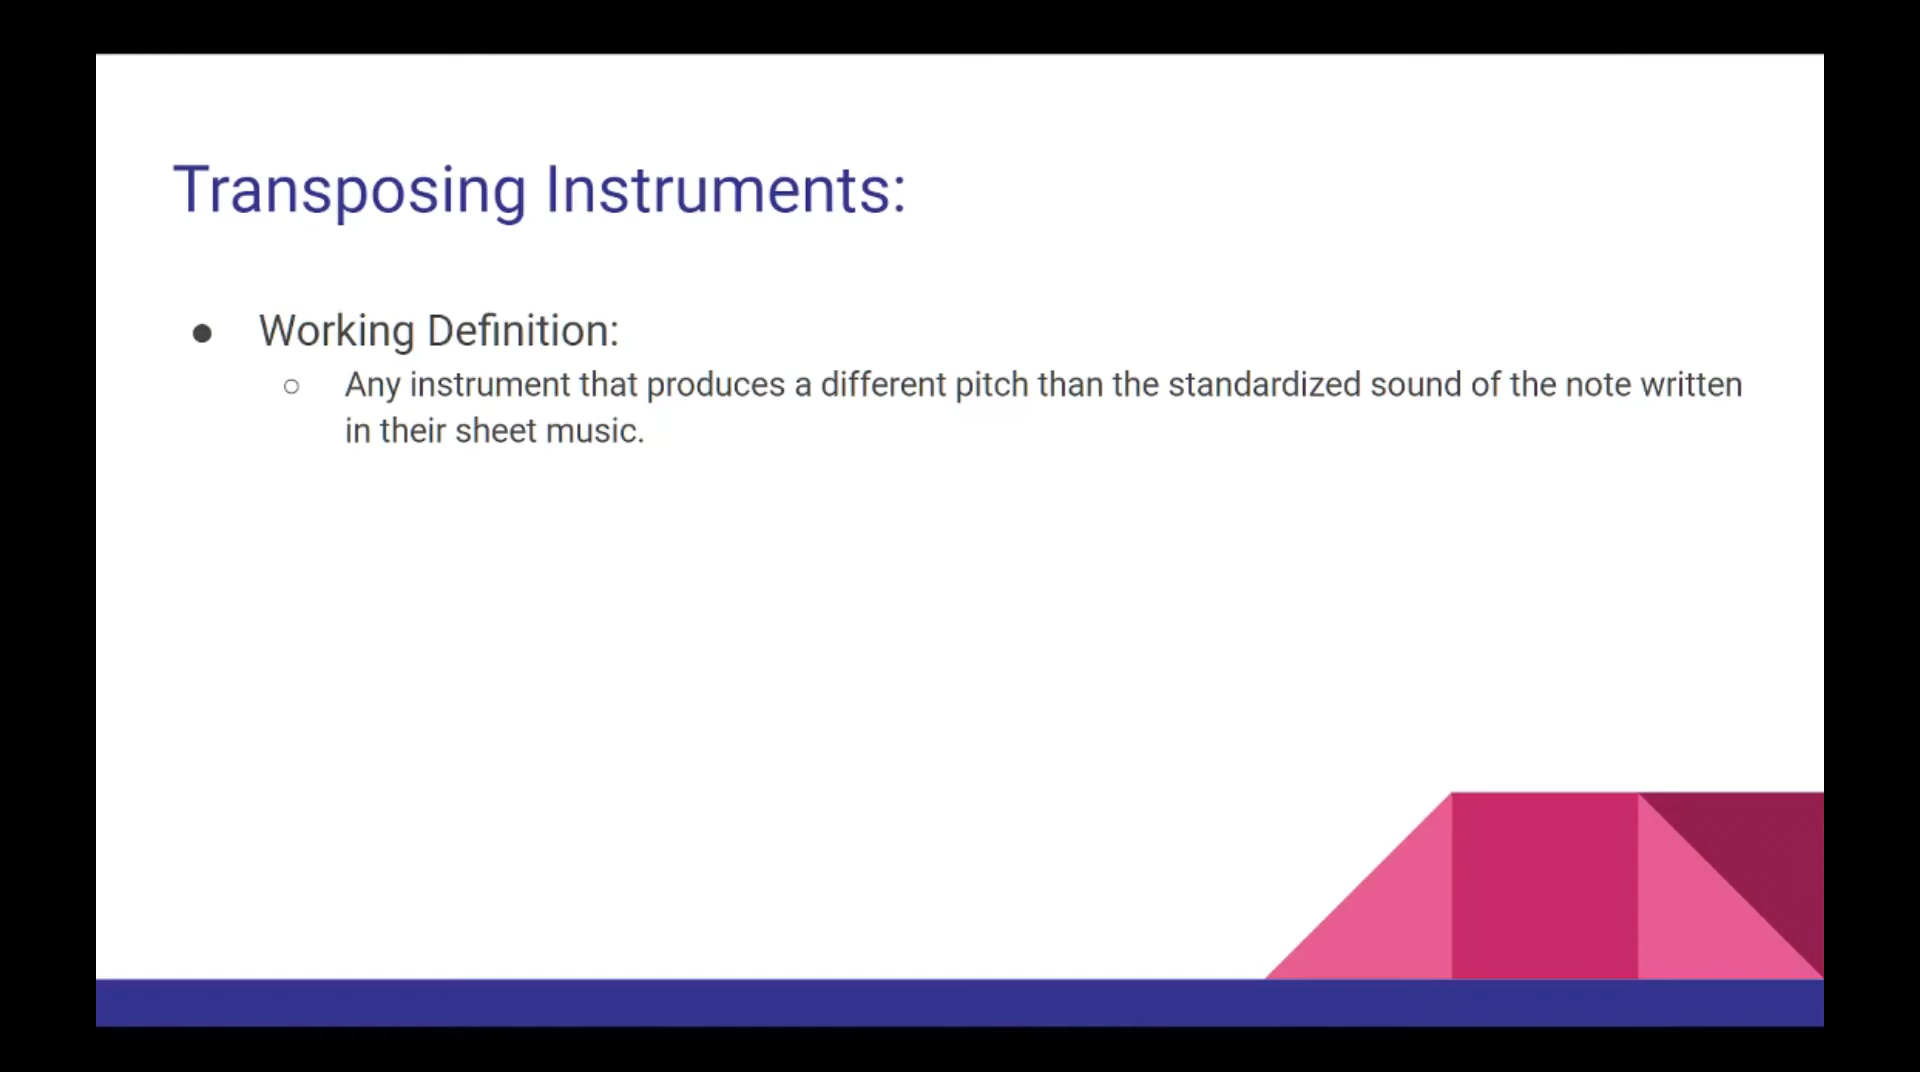 Transposing Instruments:
● Working Definition:
○ Any instrument that produces a different pitch than the standardized sound of the note written
in their sheet music.